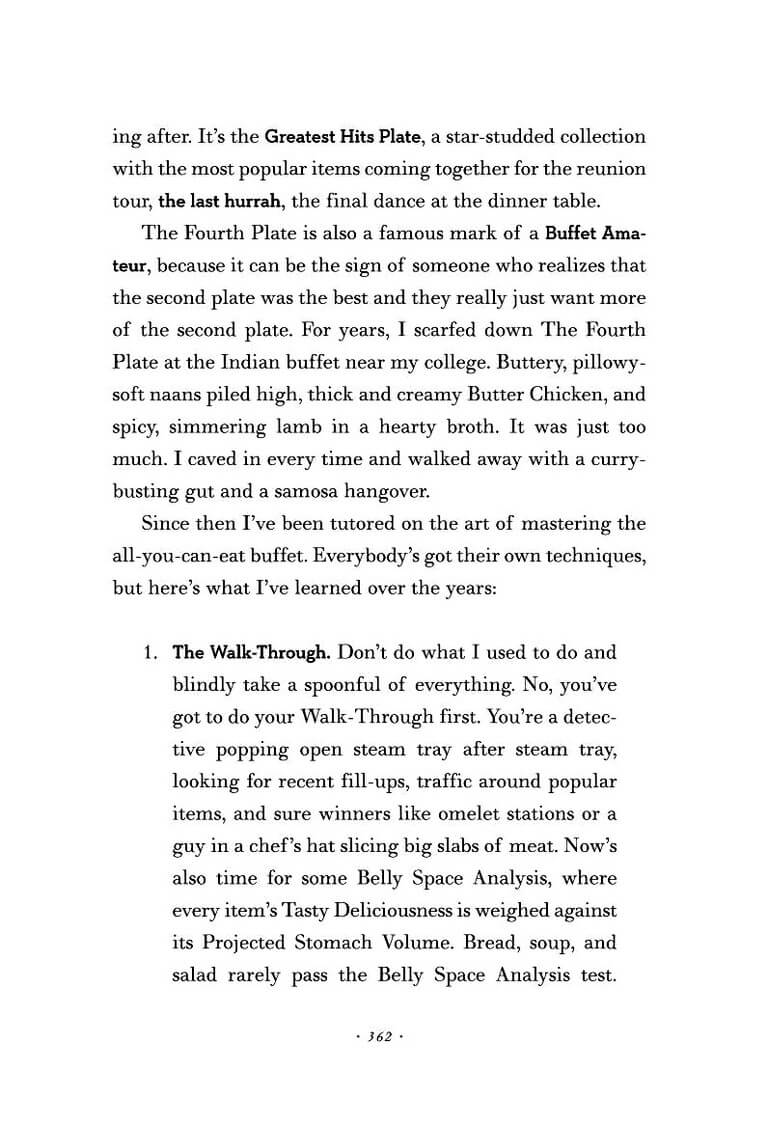 ing after. It’s the Greatest Hits Plate, a star-studded collection
with the most popular items coming together for the reunion
tour, the last hurrah, the final dance at the dinner table.
The Fourth Plate is also a famous mark of a Buffet Ama-
teur, because it can be the sign of someone who realizes that
the second plate was the best and they really just want more
of the second plate. For years, I scarfed down The Fourth
Plate at the Indian buffet near my college. Buttery, pillowy-
soft naans piled high, thick and creamy Butter Chicken, and
spicy, simmering lamb in a hearty broth. It was just too
much. I caved in every time and walked away with a curry-
busting gut and a samosa hangover.
Since then I’ve been tutored on the art of mastering the
all-you-can-eat buffet. Everybody’s got their own techniques,
but here’s what I’ve learned over the years:
1. The Walk-Through. Don’t do what I used to do and
blindly take a spoonful of everything. No, you’ve
got to do your Walk-Through first. You’re a detec-
tive popping open steam tray after steam tray,
looking for recent fill-ups, traffic around popular
items, and sure winners like omelet stations or a
guy in a chef’s hat slicing big slabs of meat. Now’s
also time for some Belly Space Analysis, where
every item’s Tasty Deliciousness is weighed against
its Projected Stomach Volume. Bread, soup, and
salad rarely pass the Belly Space Analysis test.
· 362 ·